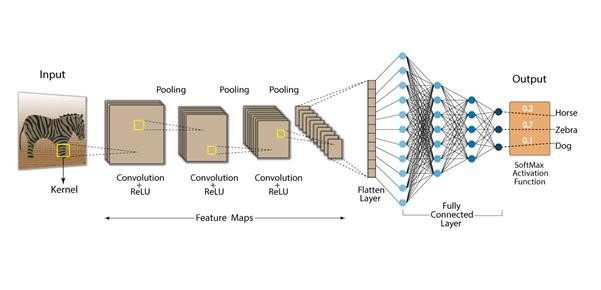 Input
Pooling
Pooling
Pooling
Output
0.2
Horse
0.7
Zebra
0.1
Dog
SoftMax
Activation
Function
Kernel
Convolution
+
ReLU
Convolution
+
ReLU
Convolution
+
ReLU
Flatten
Layer
Fully
Connected
Layer
Feature Maps